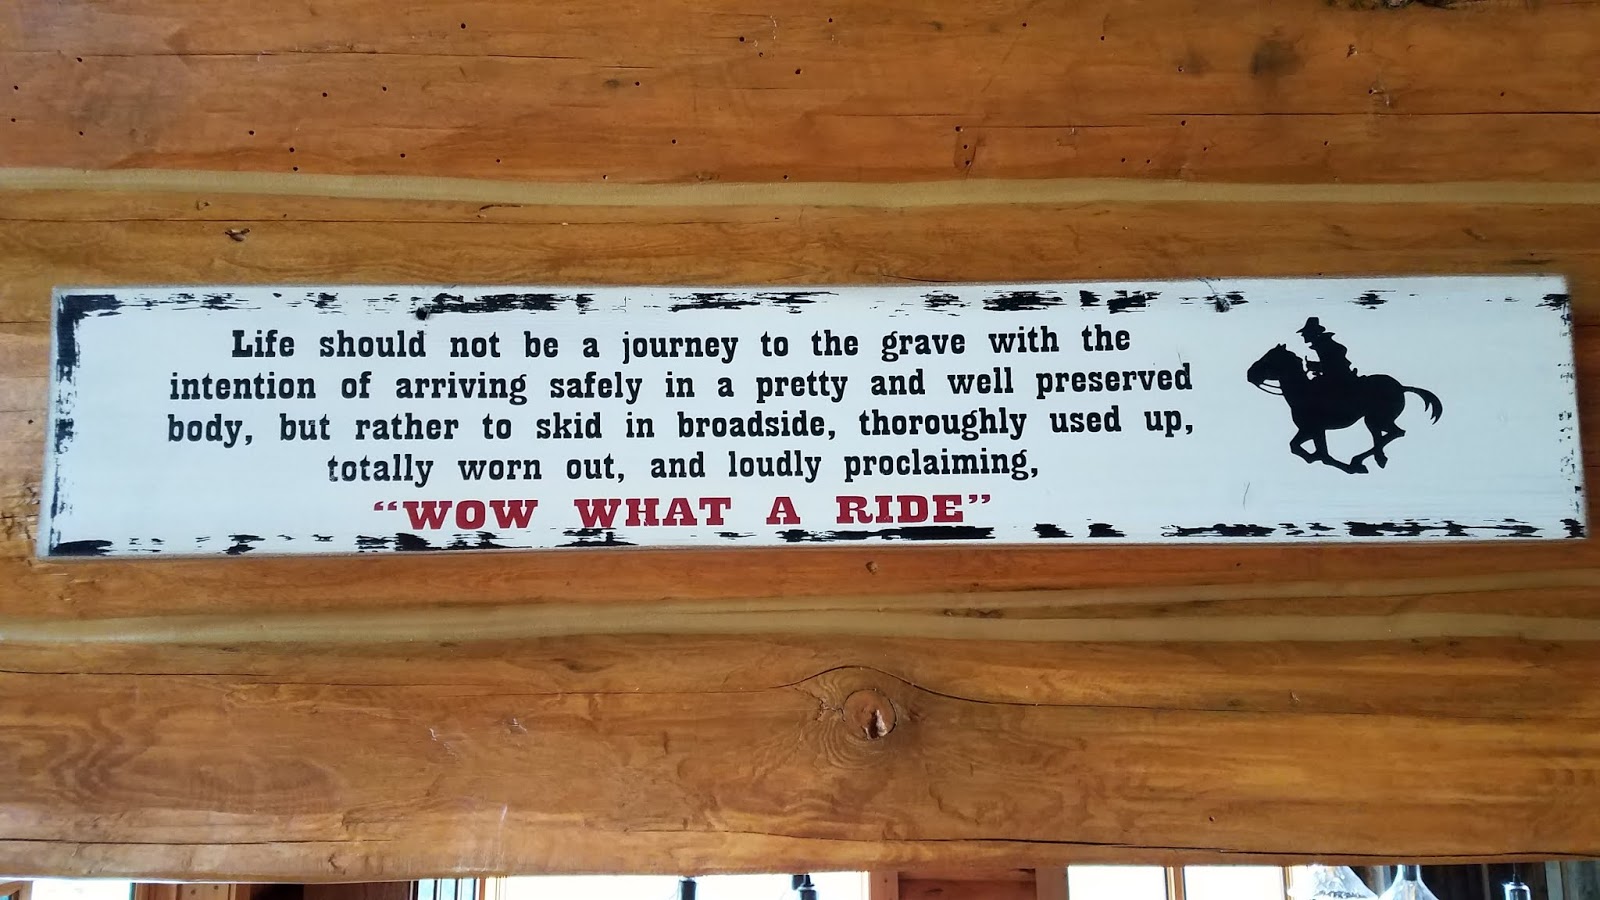 Life should not be a journey to the grave with the
intention of arriving safely in a pretty and well preserved
body, but rather to skid in broadside, thoroughly used up,
totally worn out, and loudly proclaiming,
“WOW WHAT A RIDE”